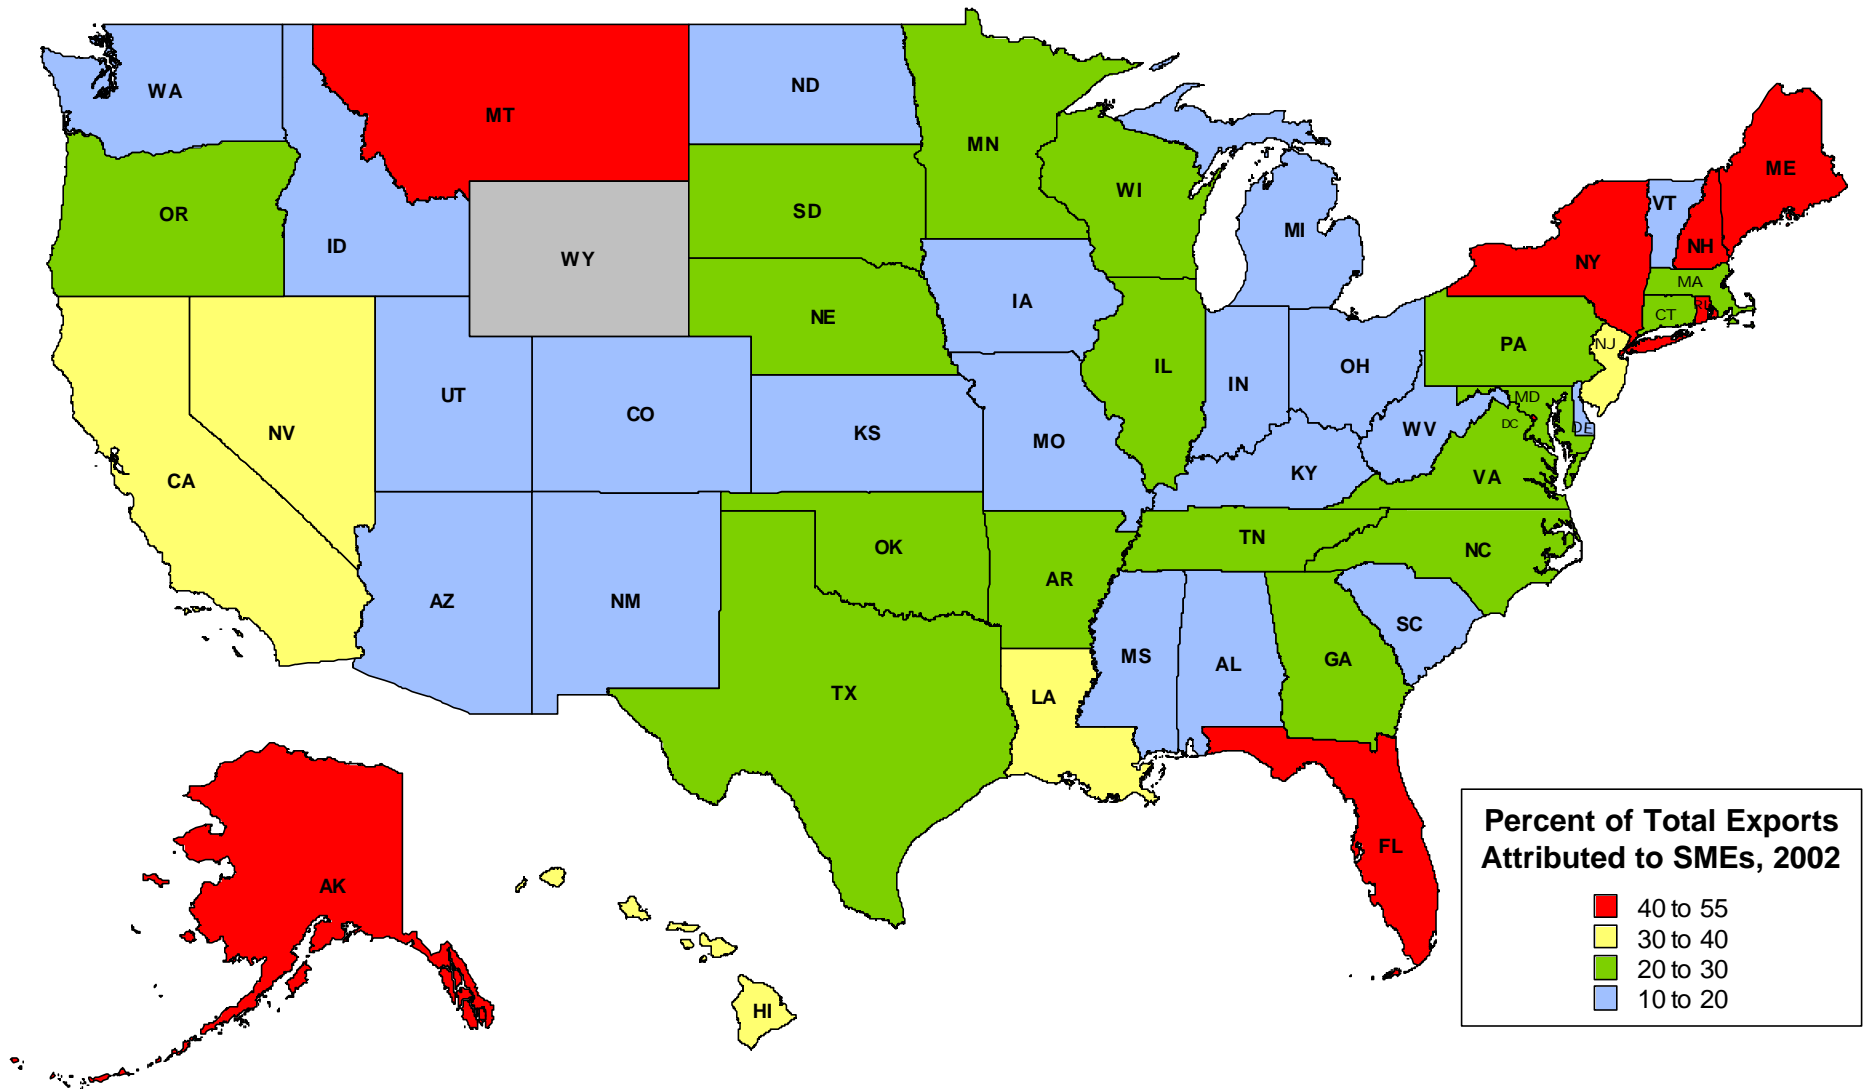 WA
MT
ND
MN
OR
ID
WY
SD
WI
MI
ME
VT
NH
NY
MA
CT
RI
IA
NE
PA
NJ
NV
UT
CO
KS
MO
IL
IN
OH
WV
MD
DC
DE
CA
KY
VA
AZ
NM
OK
AR
TN
NC
TX
LA
MS
AL
GA
SC
FL
AK
HI
Percent of Total Exports
Attributed to SMEs, 2002
40 to 55
30 to 40
20 to 30
10 to 20